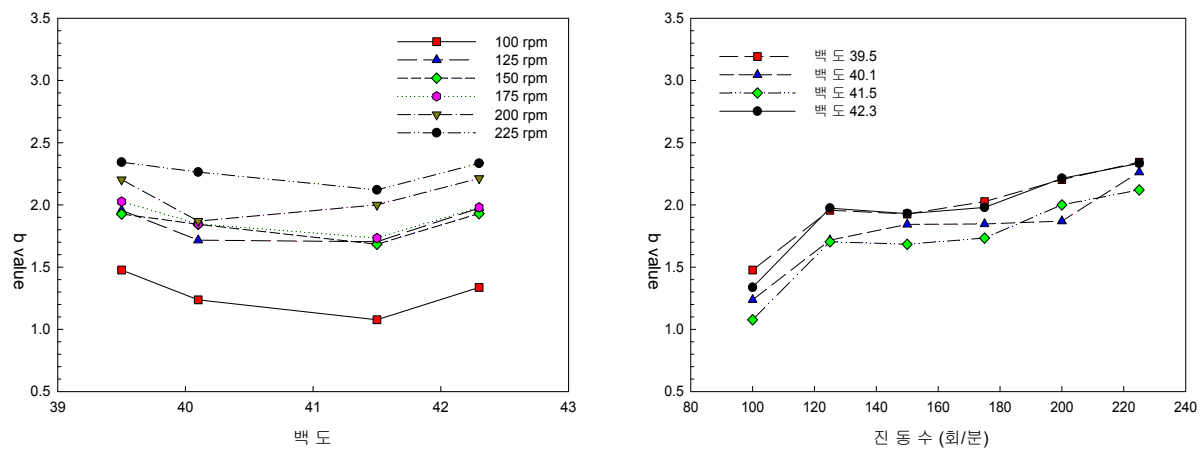 3.5
3.0
2.5
2.0
1.5
1.0
0.5
b value
100 rpm
125 rpm
150 rpm
175 rpm
200 rpm
225 rpm
39 40 41 42 43
백 도
3.5
3.0
2.5
2.0
1.5
1.0
0.5
b value
백 도 39.5
백 도 40.1
백 도 41.5
백 도 42.3
80 100 120 140 160 180 200 220 240
진 동 수 (회/분)